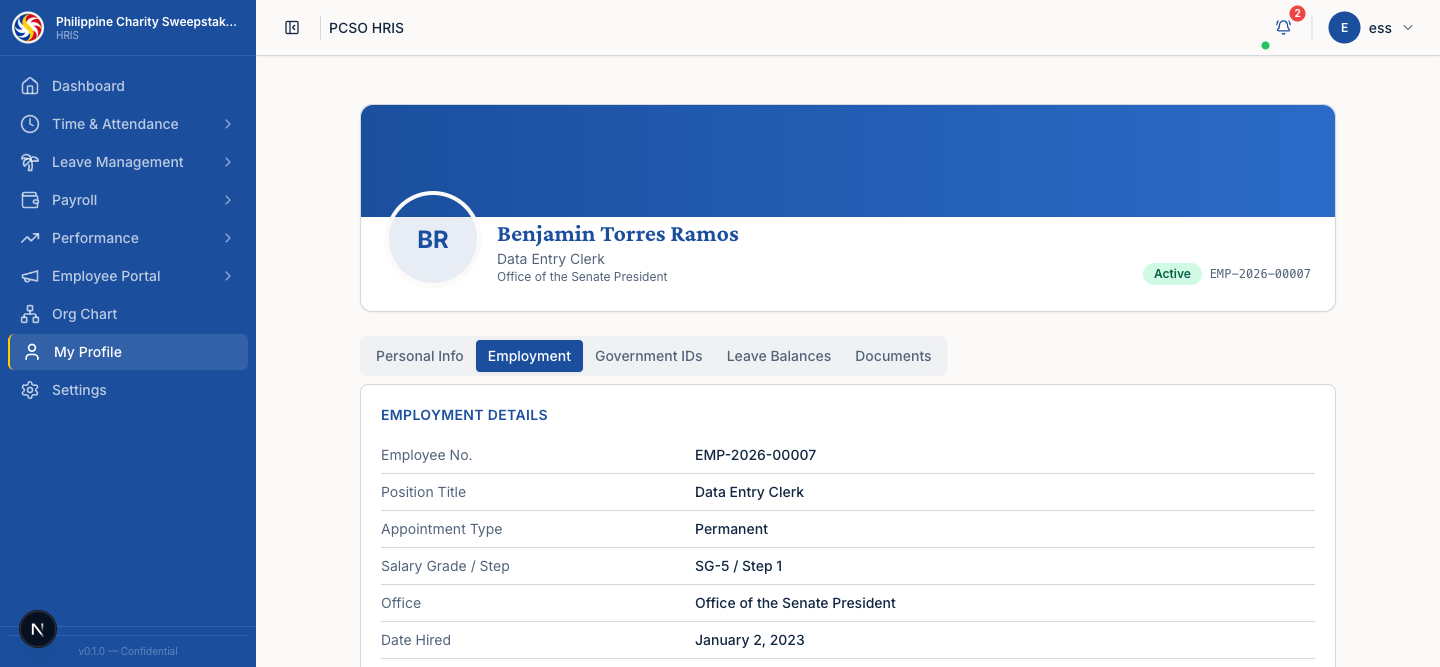 Philippine Charity Sweepstak...
HRIS
PCSO HRIS
2
E
ess
Dashboard
Time & Attendance
Leave Management
Payroll
Performance
Employee Portal
Org Chart
My Profile
Settings
N
v0.1.0 — Confidential
BR
Benjamin Torres Ramos
Data Entry Clerk
Office of the Senate President
Active EMP-2026-00007
Personal Info Employment Government IDs Leave Balances Documents
EMPLOYMENT DETAILS
Employee No. EMP-2026-00007
Position Title Data Entry Clerk
Appointment Type Permanent
Salary Grade / Step SG-5 / Step 1
Office Office of the Senate President
Date Hired January 2, 2023